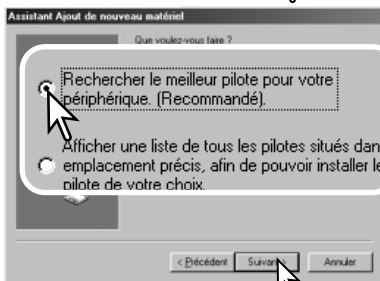 Assistant Ajout de nouveau matériel
Que voulez-vous faire ?
Rechercher le meilleur pilote pour votre
périphérique. (Recommandé).
Afficher une liste de tous les pilotes situés dan
emplacement précis, afin de pouvoir installer le
pilote de votre choix.
< Précédent Suivant > Annuler